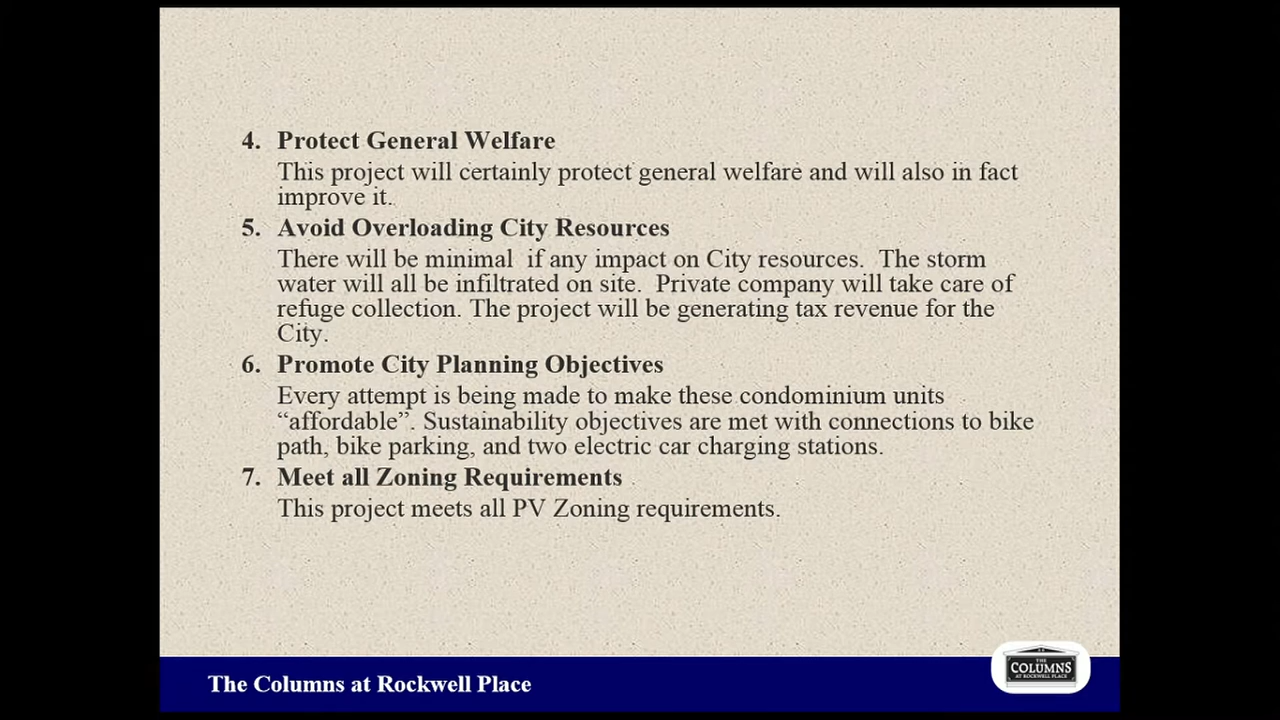 4. Protect General Welfare
This project will certainly protect general welfare and will also in fact
improve it.
5. Avoid Overloading City Resources
There will be minimal  if any impact on City resources.  The storm
water will all be infiltrated on site.  Private company will take care of
refuge collection. The project will be generating tax revenue for the
City.
6. Promote City Planning Objectives
Every attempt is being made to make these condominium units
“affordable”. Sustainability objectives are met with connections to bike
path, bike parking, and two electric car charging stations.
7. Meet all Zoning Requirements
This project meets all PV Zoning requirements.
The Columns at Rockwell Place
THE
COLUMNS
AT ROCKWELL PLACE